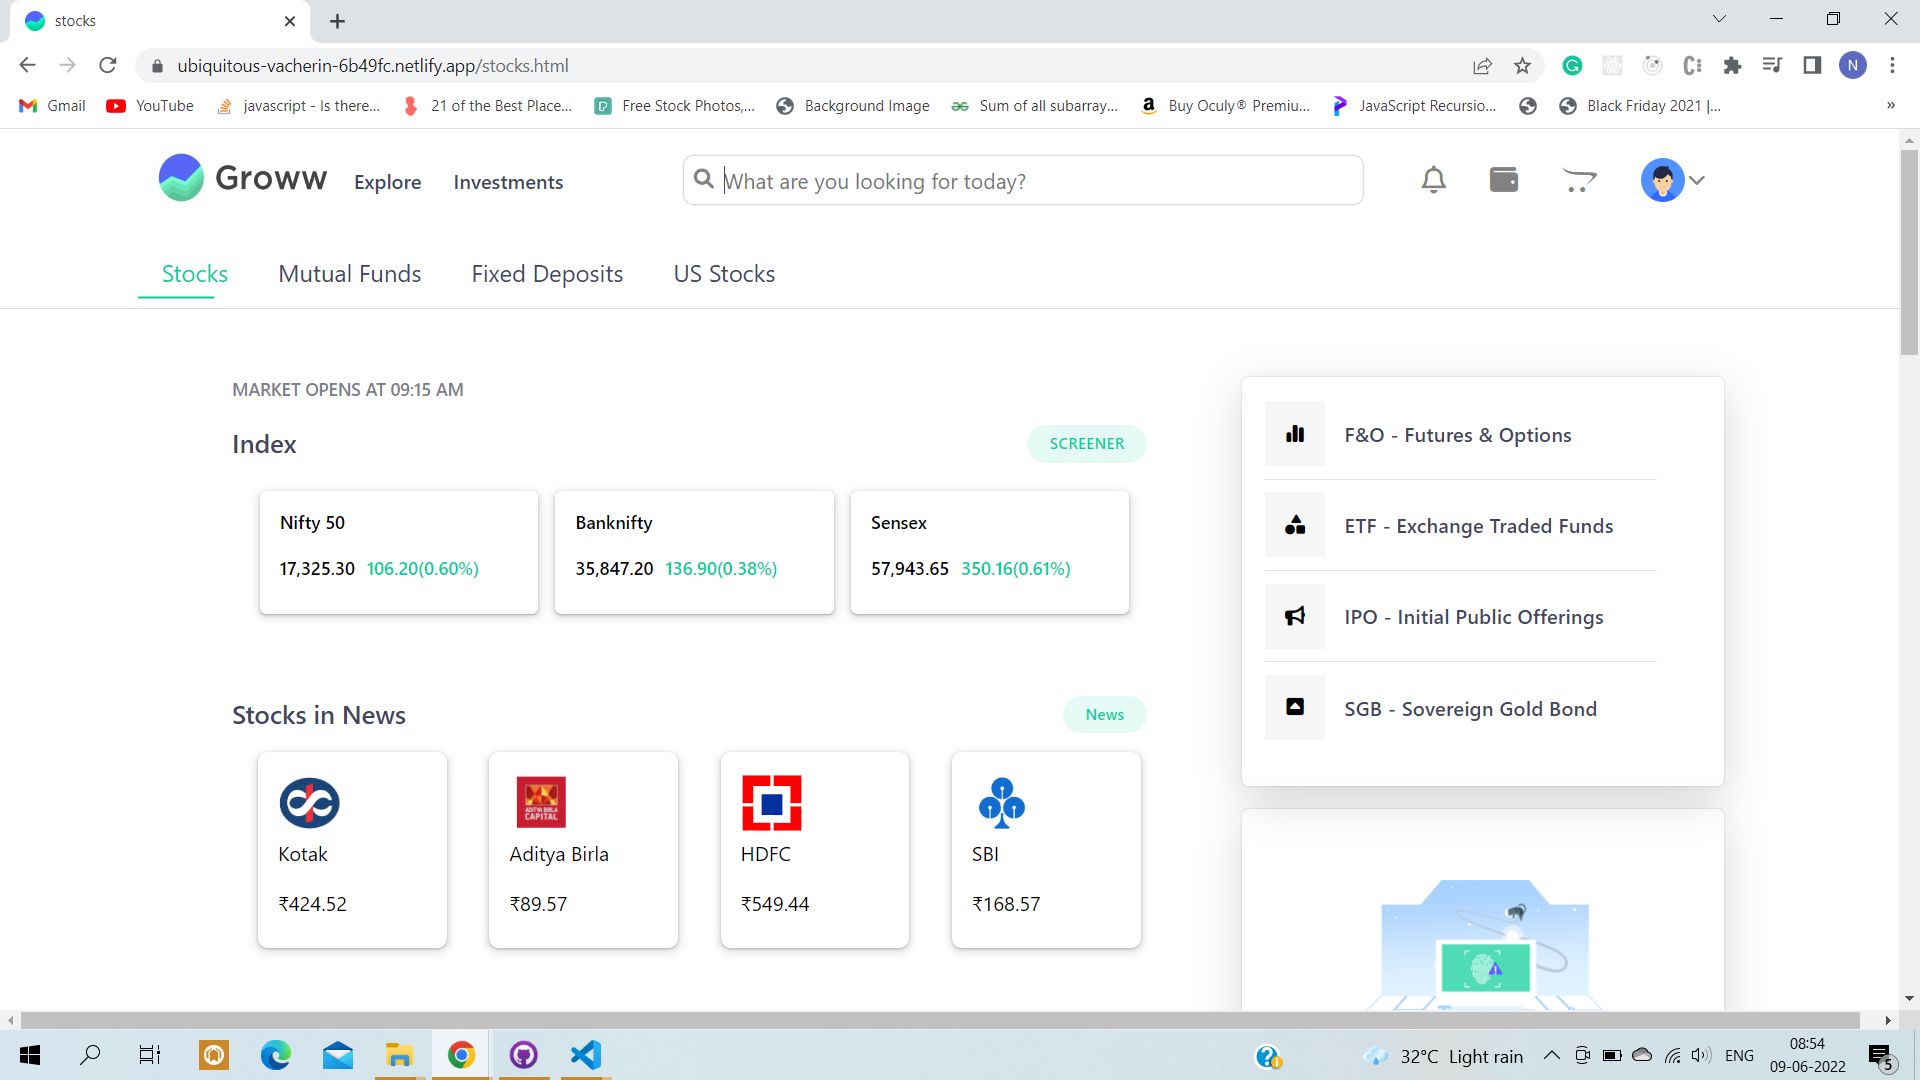 stocks
ubiquitous-vacherin-6b49fc.netlify.app/stocks.html
N
Gmail YouTube javascript - Is there... 21 of the Best Place... Free Stock Photos,... Background Image Sum of all subarray... Buy Oculy® Premiu... JavaScript Recursio... Black Friday 2021 |... »
Groww Explore Investments What are you looking for today?
Stocks Mutual Funds Fixed Deposits US Stocks
MARKET OPENS AT 09:15 AM
Index SCREENER
Nifty 50
17,325.30 106.20(0.60%)
Banknifty
35,847.20 136.90(0.38%)
Sensex
57,943.65 350.16(0.61%)
F&O - Futures & Options
ETF - Exchange Traded Funds
IPO - Initial Public Offerings
SGB - Sovereign Gold Bond
Stocks in News News
Kotak
₹424.52
ADITYA BIRLA
CAPITAL
Aditya Birla
₹89.57
HDFC
₹549.44
SBI
₹168.57
32°C Light rain ENG
08:54
09-06-2022
5